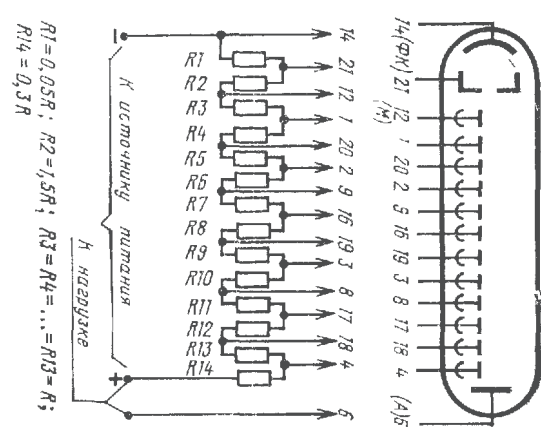 R1=0,05R; R2=1,5R; R3=R4=...=R13=R;
R14=0,3R
К источнику питания
К нагрузке
−
+
R1
R2
R3
R4
R5
R6
R7
R8
R9
R10
R11
R12
R13
R14
14
21
12
1
20
2
9
16
19
3
8
17
18
4
6
14(ФК)
21
12
(М)
1
20
2
9
16
19
3
8
17
18
4
(А)6